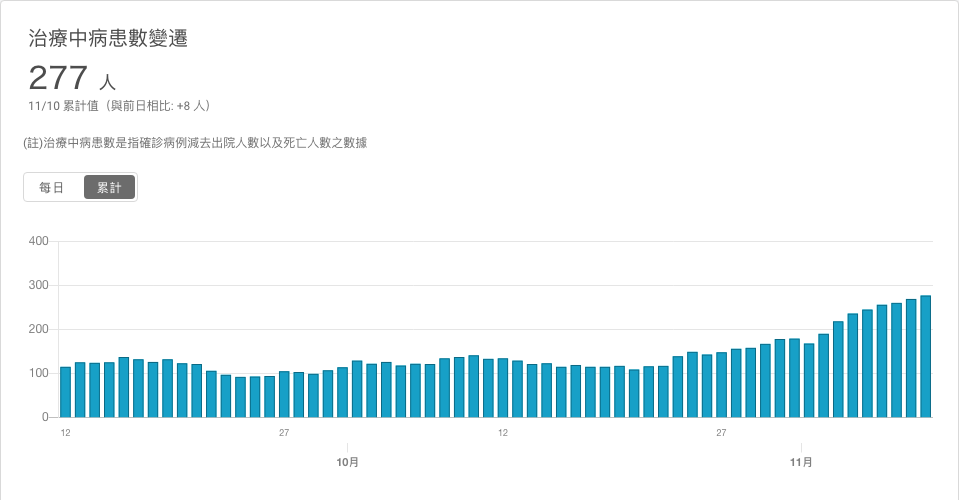 治療中病患數變遷
277 人
11/10 累計值（與前日相比: +8 人）
(註)治療中病患數是指確診病例減去出院人數以及死亡人數之數據
每日 累計
400
300
200
100
0
12 27 12 27
10月 11月